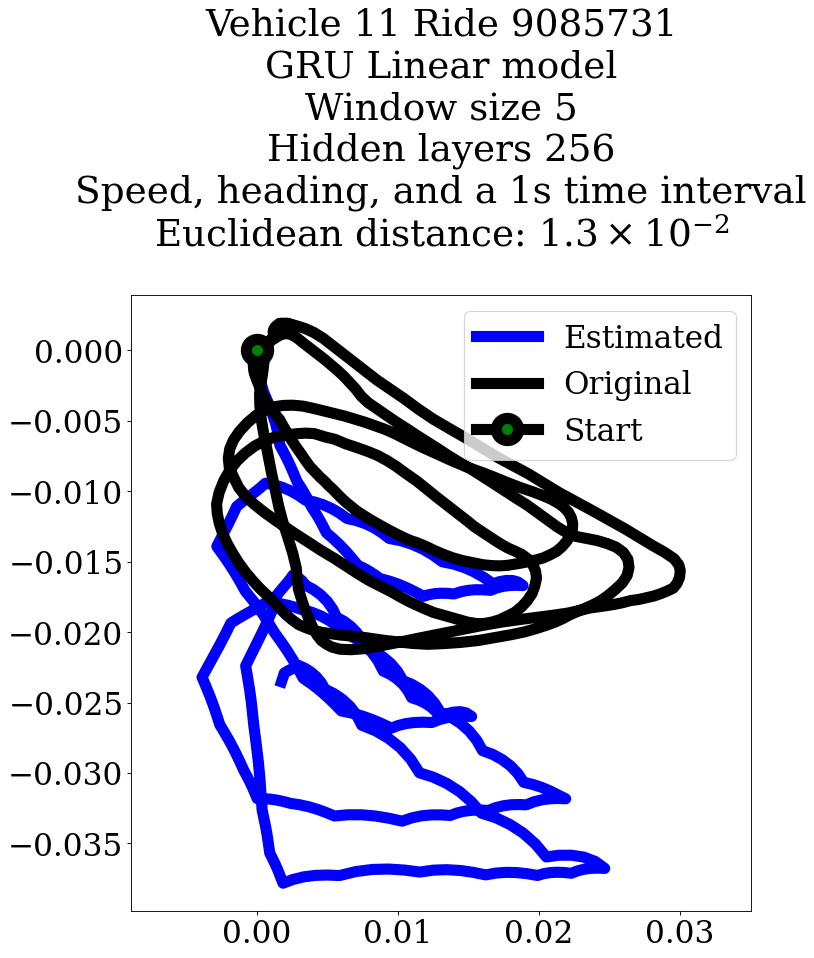 Vehicle 11 Ride 9085731
GRU Linear model
Window size 5
Hidden layers 256
Speed, heading, and a 1s time interval
Euclidean distance: 1.3 × 10⁻²
Estimated
Original
Start
0.000
−0.005
−0.010
−0.015
−0.020
−0.025
−0.030
−0.035
0.00 0.01 0.02 0.03